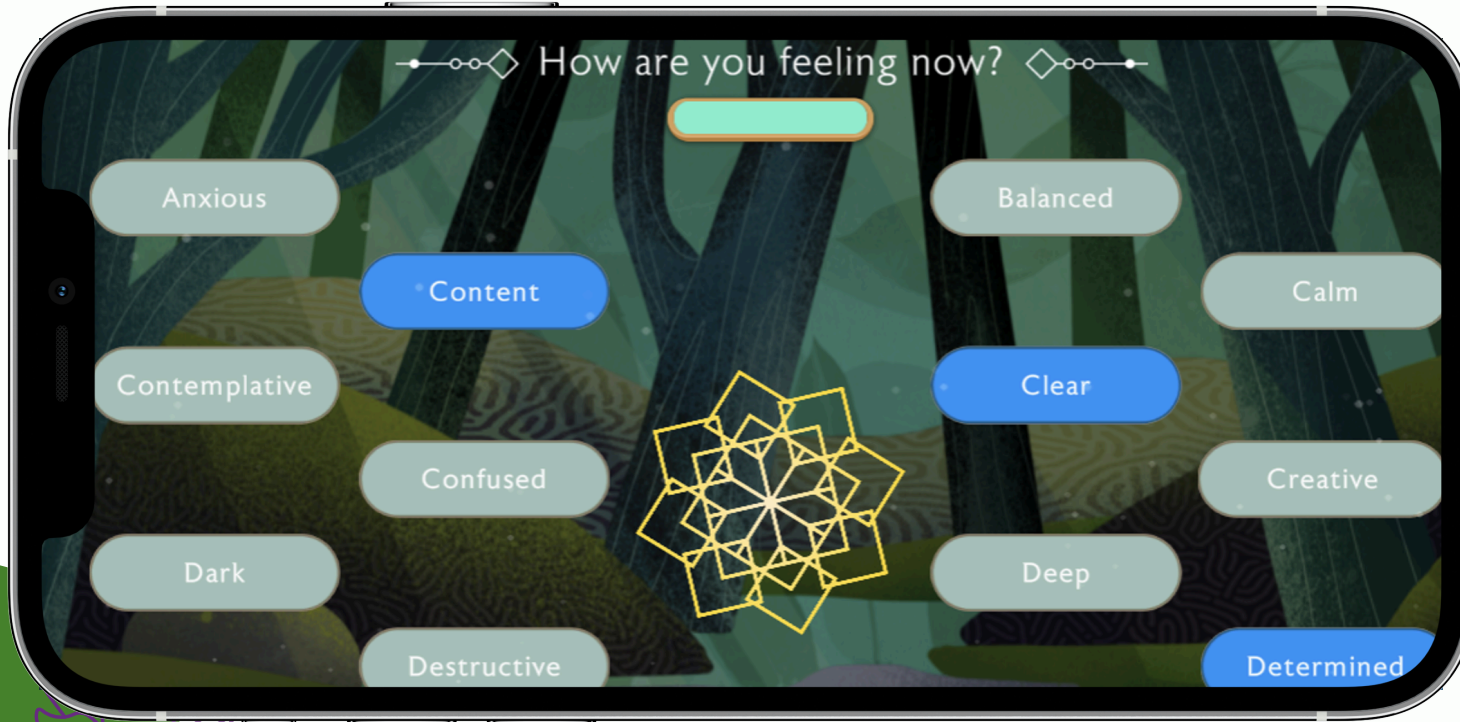 How are you feeling now?
Anxious
Balanced
Content
Calm
Contemplative
Clear
Confused
Creative
Dark
Deep
Destructive
Determined